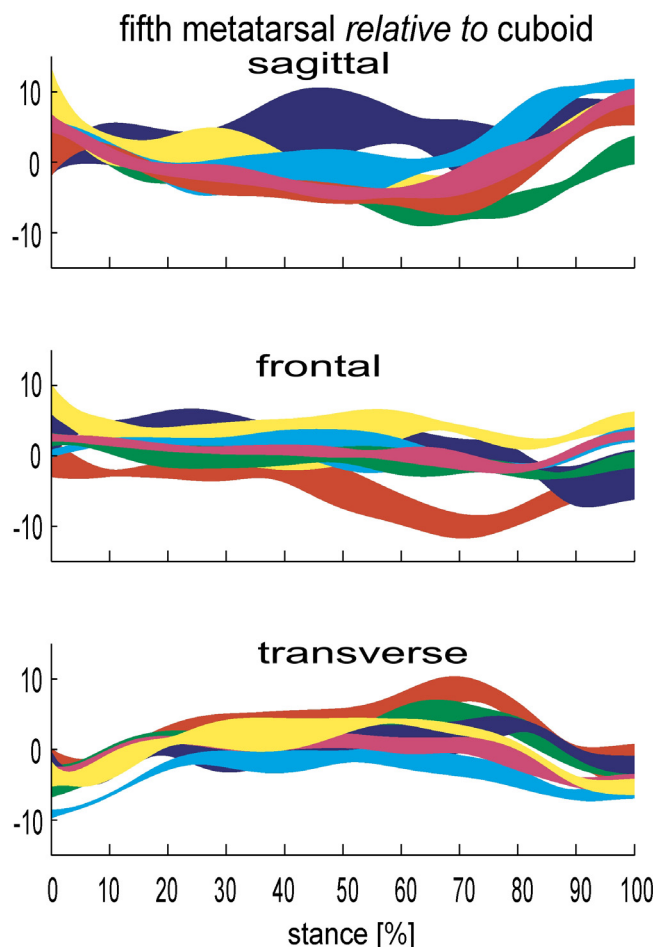 fifth metatarsal relative to cuboid
sagittal
10
0
-10
frontal
10
0
-10
transverse
10
0
-10
0 10 20 30 40 50 60 70 80 90 100
stance [%]